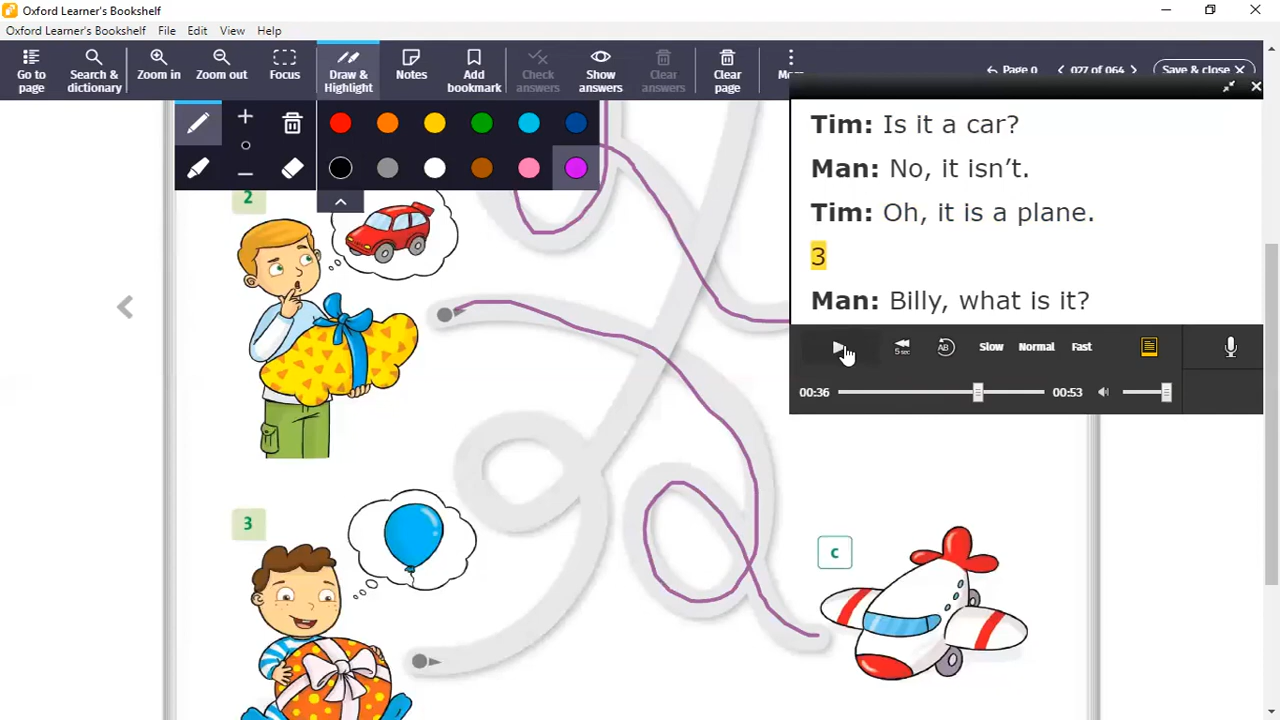 Oxford Learner's Bookshelf
Oxford Learner's Bookshelf File Edit View Help
Go to page
Search & dictionary
Zoom in
Zoom out
Focus
Draw & Highlight
Notes
Add bookmark
Check answers
Show answers
Clear answers
Clear page
Page 0
027 of 064
Save & close
Tim: Is it a car?
Man: No, it isn't.
Tim: Oh, it is a plane.
3
Man: Billy, what is it?
5 sec
AB
Slow
Normal
Fast
00:36
00:53
2
3
c